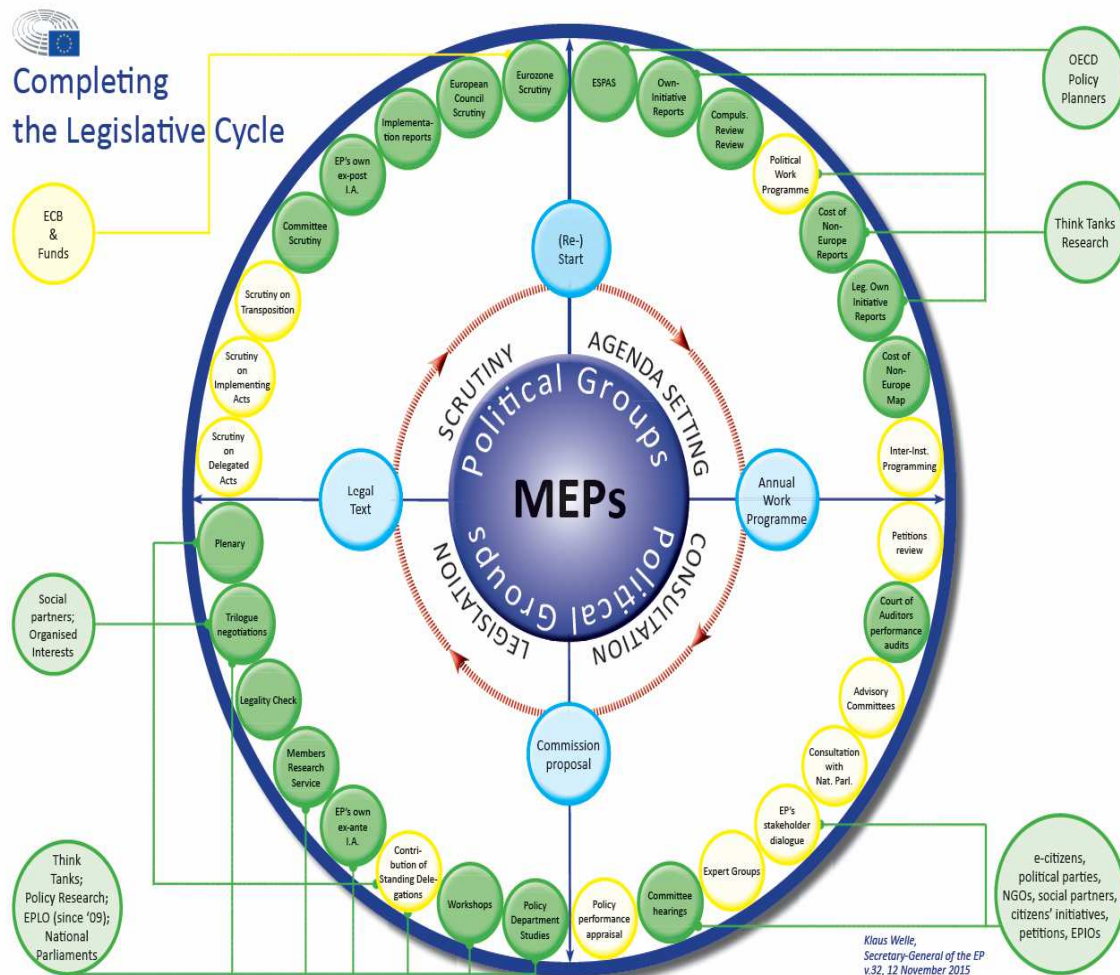 Completing
the Legislative Cycle
ECB
&
Funds
Eurozone
Scrutiny
European
Council
Scrutiny
Implementa-
tion reports
EP's own
ex-post
I.A.
Committee
Scrutiny
Scrutiny on
Transposition
Scrutiny
on
Implementing
Acts
Scrutiny
on
Delegated
Acts
ESPAS
Own-
Initiative
Reports
Compuls.
Review
Review
Political
Work
Programme
Cost of
Non-
Europe
Reports
Leg. Own
Initiative
Reports
Cost of
Non-
Europe
Map
Inter-Inst.
Programming
OECD
Policy
Planners
Think Tanks
Research
(Re-)
Start
SCRUTINY
AGENDA SETTING
Political Groups
MEPs
Political Groups
Legal
Text
Annual
Work
Programme
LEGISLATION
CONSULTATION
Commission
proposal
Petitions
review
Court of
Auditors
performance
audits
Advisory
Committees
Consultation
with
Nat. Parl.
EP's
stakeholder
dialogue
Expert Groups
Committee
hearings
Policy
performance
appraisal
Plenary
Trilogue
negotiations
Legality Check
Members
Research
Service
EP's own
ex-ante
I.A.
Contri-
bution of
Standing Dele-
gations
Workshops
Policy
Department
Studies
Social
partners;
Organised
Interests
Think
Tanks;
Policy Research;
EPLO (since '09);
National
Parliaments
e-citizens,
political parties,
NGOs, social partners,
citizens' initiatives,
petitions, EPIOs
Klaus Welle,
Secretary-General of the EP
v.32, 12 November 2015